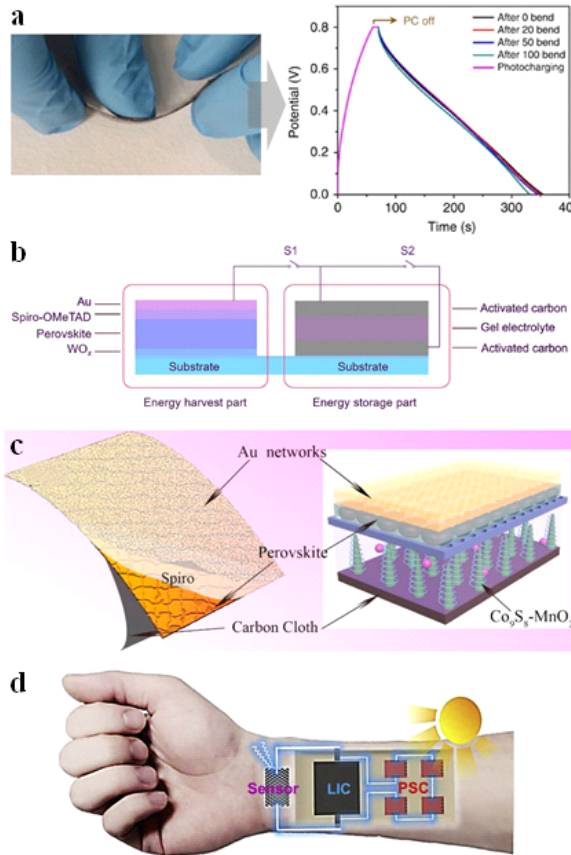 a
PC off
After 0 bend
After 20 bend
After 50 bend
After 100 bend
Photocharging
Potential (V)
0.8
0.6
0.4
0.2
0.0
0 100 200 300 40
Time (s)
b
S1 S2
Au
Spiro-OMeTAD
Perovskite
WOₓ
Substrate Substrate
Activated carbon
Gel electrolyte
Activated carbon
Energy harvest part Energy storage part
c
Au networks
Perovskite
Spiro
Carbon Cloth
Co₉S₈-MnO₂
d
Sensor LIC PSC